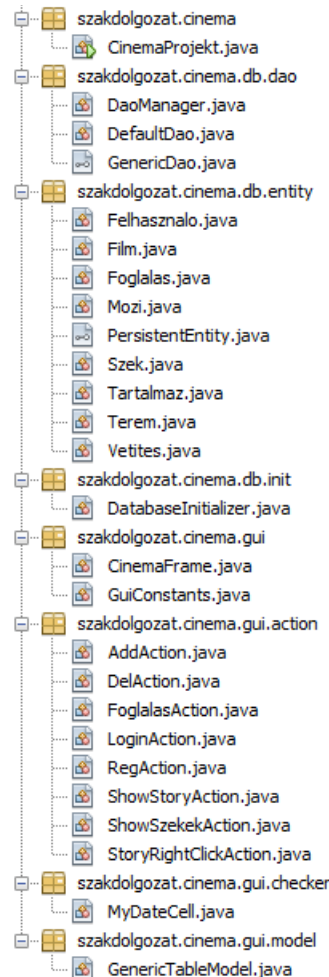 szakdolgozat.cinema
CinemaProjekt.java
szakdolgozat.cinema.db.dao
DaoManager.java
DefaultDao.java
GenericDao.java
szakdolgozat.cinema.db.entity
Felhasznalo.java
Film.java
Foglalas.java
Mozi.java
PersistentEntity.java
Szek.java
Tartalmaz.java
Terem.java
Vetites.java
szakdolgozat.cinema.db.init
DatabaseInitializer.java
szakdolgozat.cinema.gui
CinemaFrame.java
GuiConstants.java
szakdolgozat.cinema.gui.action
AddAction.java
DelAction.java
FoglalasAction.java
LoginAction.java
RegAction.java
ShowStoryAction.java
ShowSzekekAction.java
StoryRightClickAction.java
szakdolgozat.cinema.gui.checker
MyDateCell.java
szakdolgozat.cinema.gui.model
GenericTableModel.java